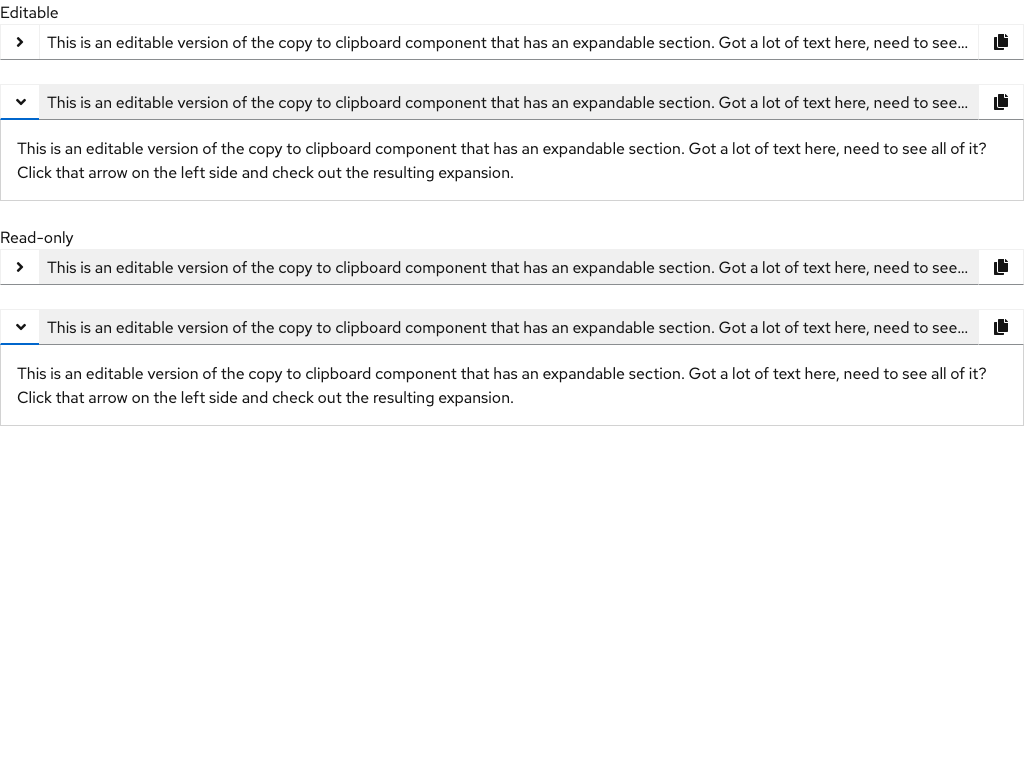 Editable
This is an editable version of the copy to clipboard component that has an expandable section. Got a lot of text here, need to see...
This is an editable version of the copy to clipboard component that has an expandable section. Got a lot of text here, need to see...
This is an editable version of the copy to clipboard component that has an expandable section. Got a lot of text here, need to see all of it?
Click that arrow on the left side and check out the resulting expansion.
Read-only
This is an editable version of the copy to clipboard component that has an expandable section. Got a lot of text here, need to see...
This is an editable version of the copy to clipboard component that has an expandable section. Got a lot of text here, need to see...
This is an editable version of the copy to clipboard component that has an expandable section. Got a lot of text here, need to see all of it?
Click that arrow on the left side and check out the resulting expansion.